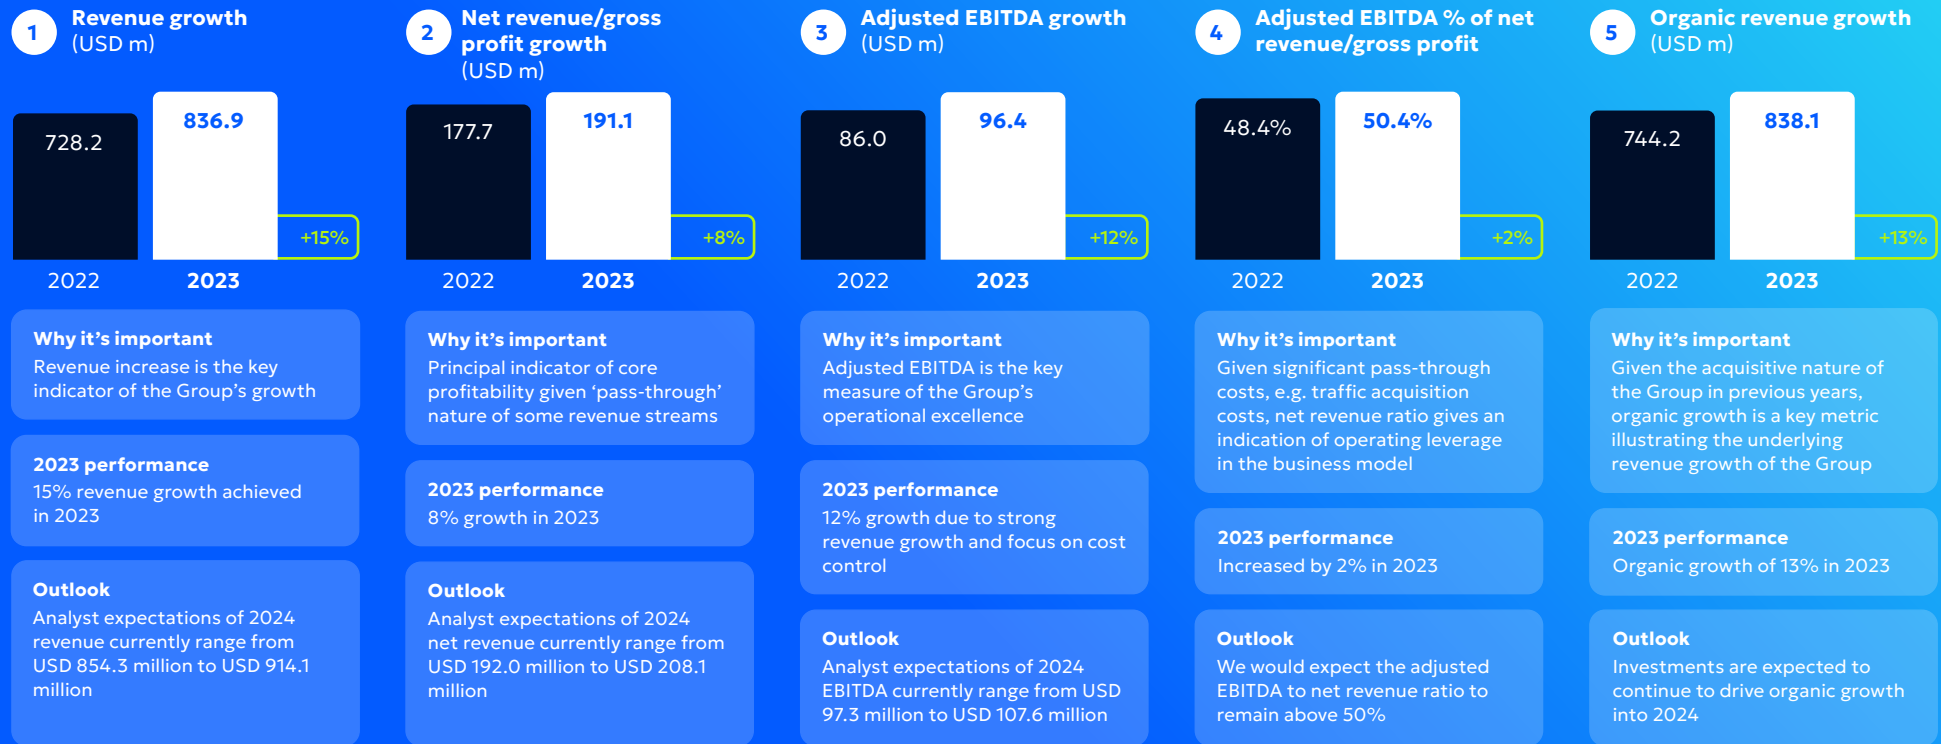 1
Revenue growth
(USD m)
728.2
836.9
+15%
2022
2023
Why it’s important
Revenue increase is the key
indicator of the Group’s growth
2023 performance
15% revenue growth achieved
in 2023
Outlook
Analyst expectations of 2024
revenue currently range from
USD 854.3 million to USD 914.1
million
2
Net revenue/gross
profit growth
(USD m)
177.7
191.1
+8%
2022
2023
Why it’s important
Principal indicator of core
profitability given ‘pass-through’
nature of some revenue streams
2023 performance
8% growth in 2023
Outlook
Analyst expectations of 2024
net revenue currently range from
USD 192.0 million to USD 208.1
million
3
Adjusted EBITDA growth
(USD m)
86.0
96.4
+12%
2022
2023
Why it’s important
Adjusted EBITDA is the key
measure of the Group’s
operational excellence
2023 performance
12% growth due to strong
revenue growth and focus on cost
control
Outlook
Analyst expectations of 2024
EBITDA currently range from USD
97.3 million to USD 107.6 million
4
Adjusted EBITDA % of net
revenue/gross profit
48.4%
50.4%
+2%
2022
2023
Why it’s important
Given significant pass-through
costs, e.g. traffic acquisition
costs, net revenue ratio gives an
indication of operating leverage
in the business model
2023 performance
Increased by 2% in 2023
Outlook
We would expect the adjusted
EBITDA to net revenue ratio to
remain above 50%
5
Organic revenue growth
(USD m)
744.2
838.1
+13%
2022
2023
Why it’s important
Given the acquisitive nature of
the Group in previous years,
organic growth is a key metric
illustrating the underlying
revenue growth of the Group
2023 performance
Organic growth of 13% in 2023
Outlook
Investments are expected to
continue to drive organic growth
into 2024